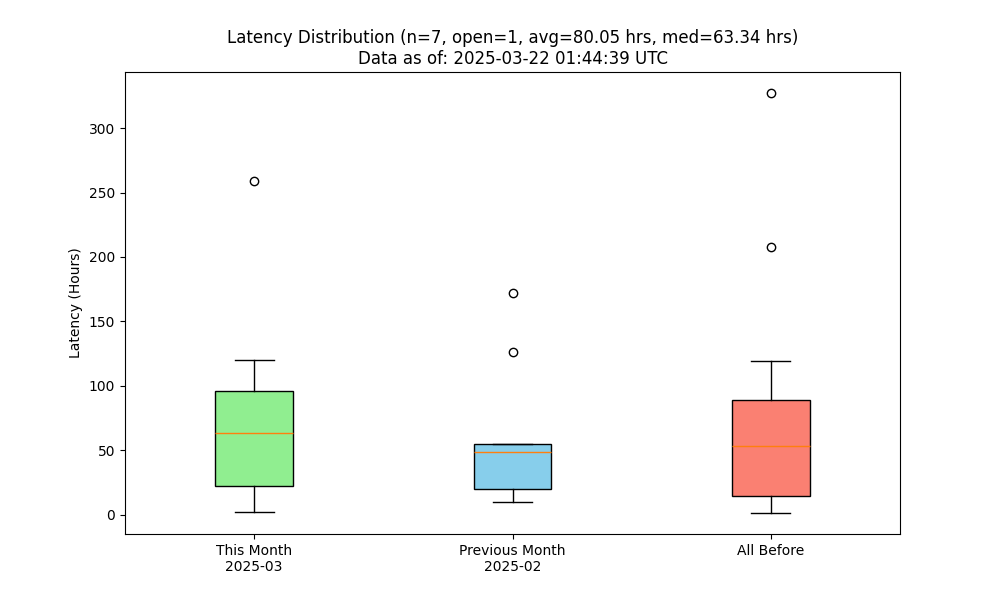 Latency Distribution (n=7, open=1, avg=80.05 hrs, med=63.34 hrs)
Data as of: 2025-03-22 01:44:39 UTC
Latency (Hours)
300
250
200
150
100
50
0
This Month
2025-03
Previous Month
2025-02
All Before